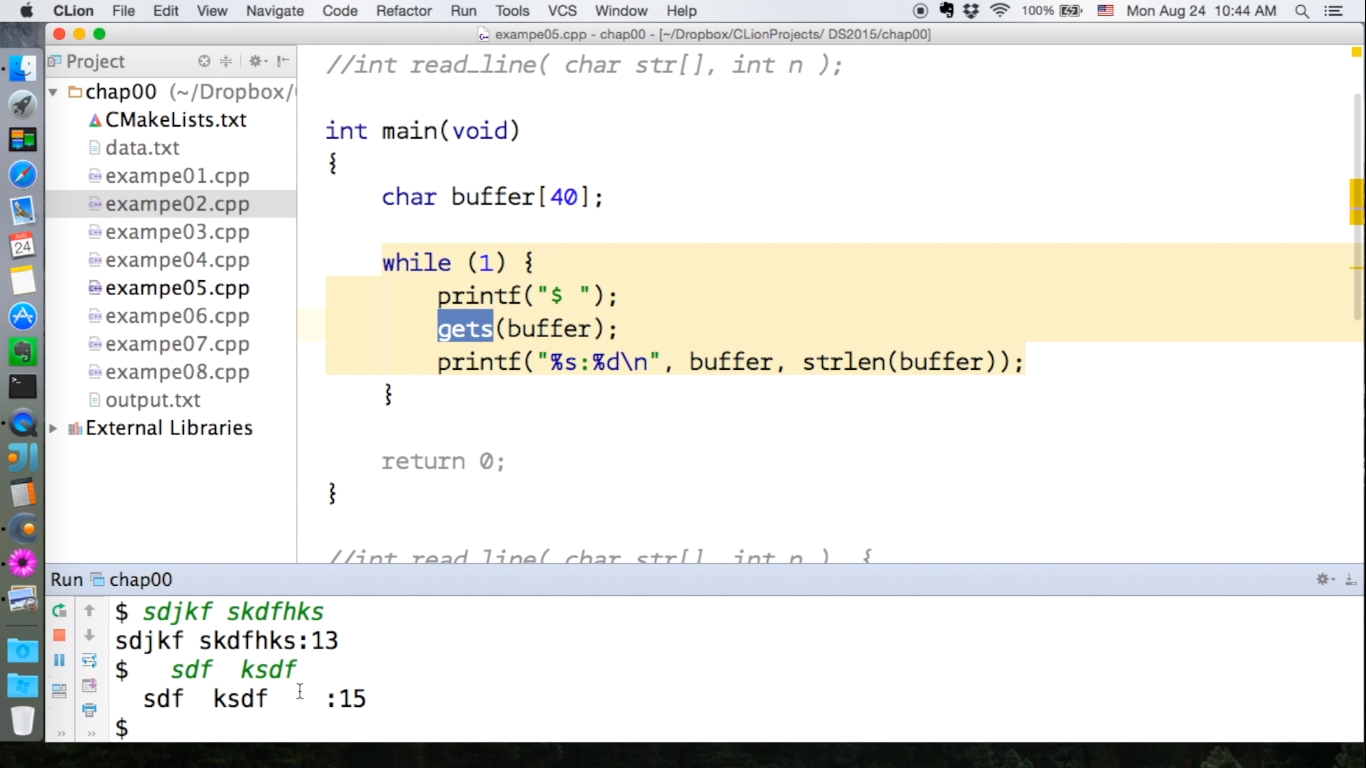 CLion File Edit View Navigate Code Refactor Run Tools VCS Window Help 100% Mon Aug 24 10:44 AM
exampe05.cpp - chap00 - [~/Dropbox/CLionProjects/ DS2015/chap00]
Project
chap00 (~/Dropbox/
CMakeLists.txt
data.txt
exampe01.cpp
exampe02.cpp
exampe03.cpp
exampe04.cpp
exampe05.cpp
exampe06.cpp
exampe07.cpp
exampe08.cpp
output.txt
External Libraries
//int read_line( char str[], int n );
int main(void)
{
char buffer[40];
while (1) {
printf("$ ");
gets(buffer);
printf("%s:%d\n", buffer, strlen(buffer));
}
return 0;
}
//int read_line( char str[], int n ) {
Run chap00
$ sdjkf skdfhks
sdjkf skdfhks:13
$   sdf  ksdf
  sdf  ksdf    :15
$
24